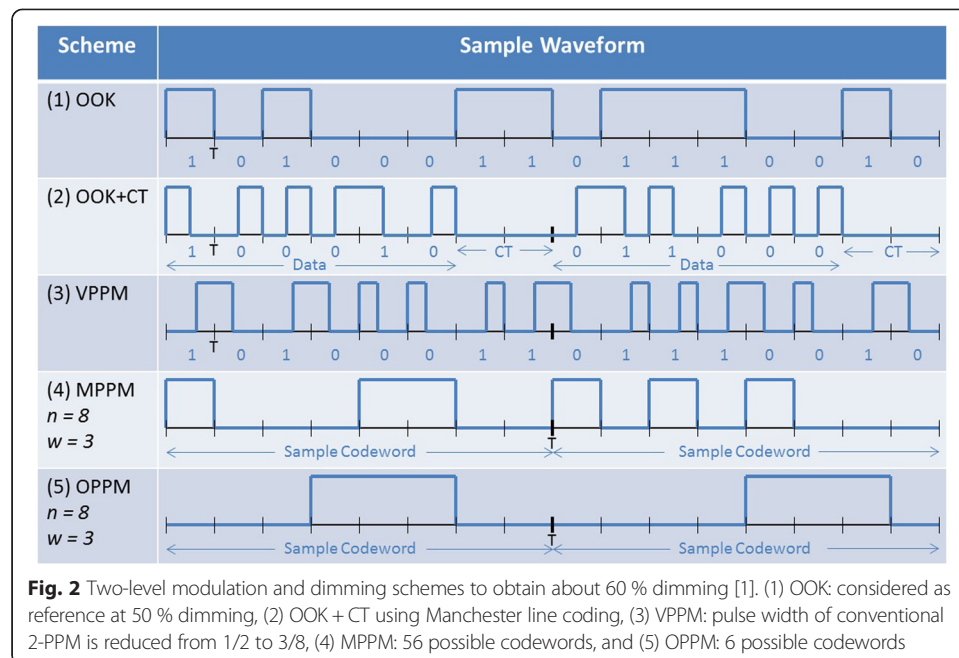 Scheme Sample Waveform
(1) OOK
T
1 0 1 0 0 0 1 1 0 1 1 1 0 0 1 0
(2) OOK+CT
T
1 0 0 0 1 0 CT 0 1 1 0 0 0 CT
Data Data
(3) VPPM
T
1 0 1 0 0 0 1 1 0 1 1 1 0 0 1 0
(4) MPPM
n = 8
w = 3
T
Sample Codeword Sample Codeword
(5) OPPM
n = 8
w = 3
T
Sample Codeword Sample Codeword
Fig. 2 Two-level modulation and dimming schemes to obtain about 60 % dimming [1]. (1) OOK: considered as
reference at 50 % dimming, (2) OOK + CT using Manchester line coding, (3) VPPM: pulse width of conventional
2-PPM is reduced from 1/2 to 3/8, (4) MPPM: 56 possible codewords, and (5) OPPM: 6 possible codewords